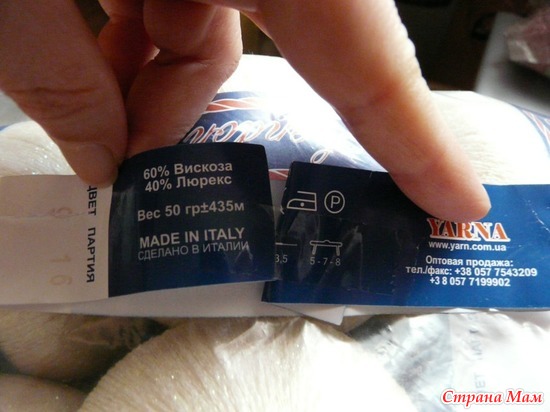 60% Вискоза
40% Люрекс
Вес 50 гр±435м
MADE IN ITALY
СДЕЛАНО В ИТАЛИИ
ЦВЕТ ПАРТИЯ
P
3,5
5-7-8
YARNA
www.yarn.com.ua
Оптовая продажа:
тел./факс: +38 057 7543209
+3 8 057 7199902
Страна Мам